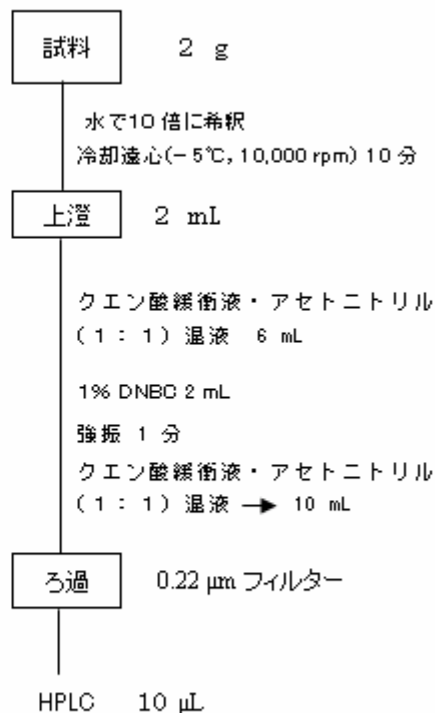 試料 2 g
水で10倍に希釈
冷却遠心(-5℃, 10,000 rpm) 10分
上澄 2 mL
クエン酸緩衝液・アセトニトリル
(1:1) 混液 6 mL
1% DNBC 2 mL
強振 1 分
クエン酸緩衝液・アセトニトリル
(1:1) 混液 → 10 mL
ろ過 0.22 μm フィルター
HPLC 10 μL